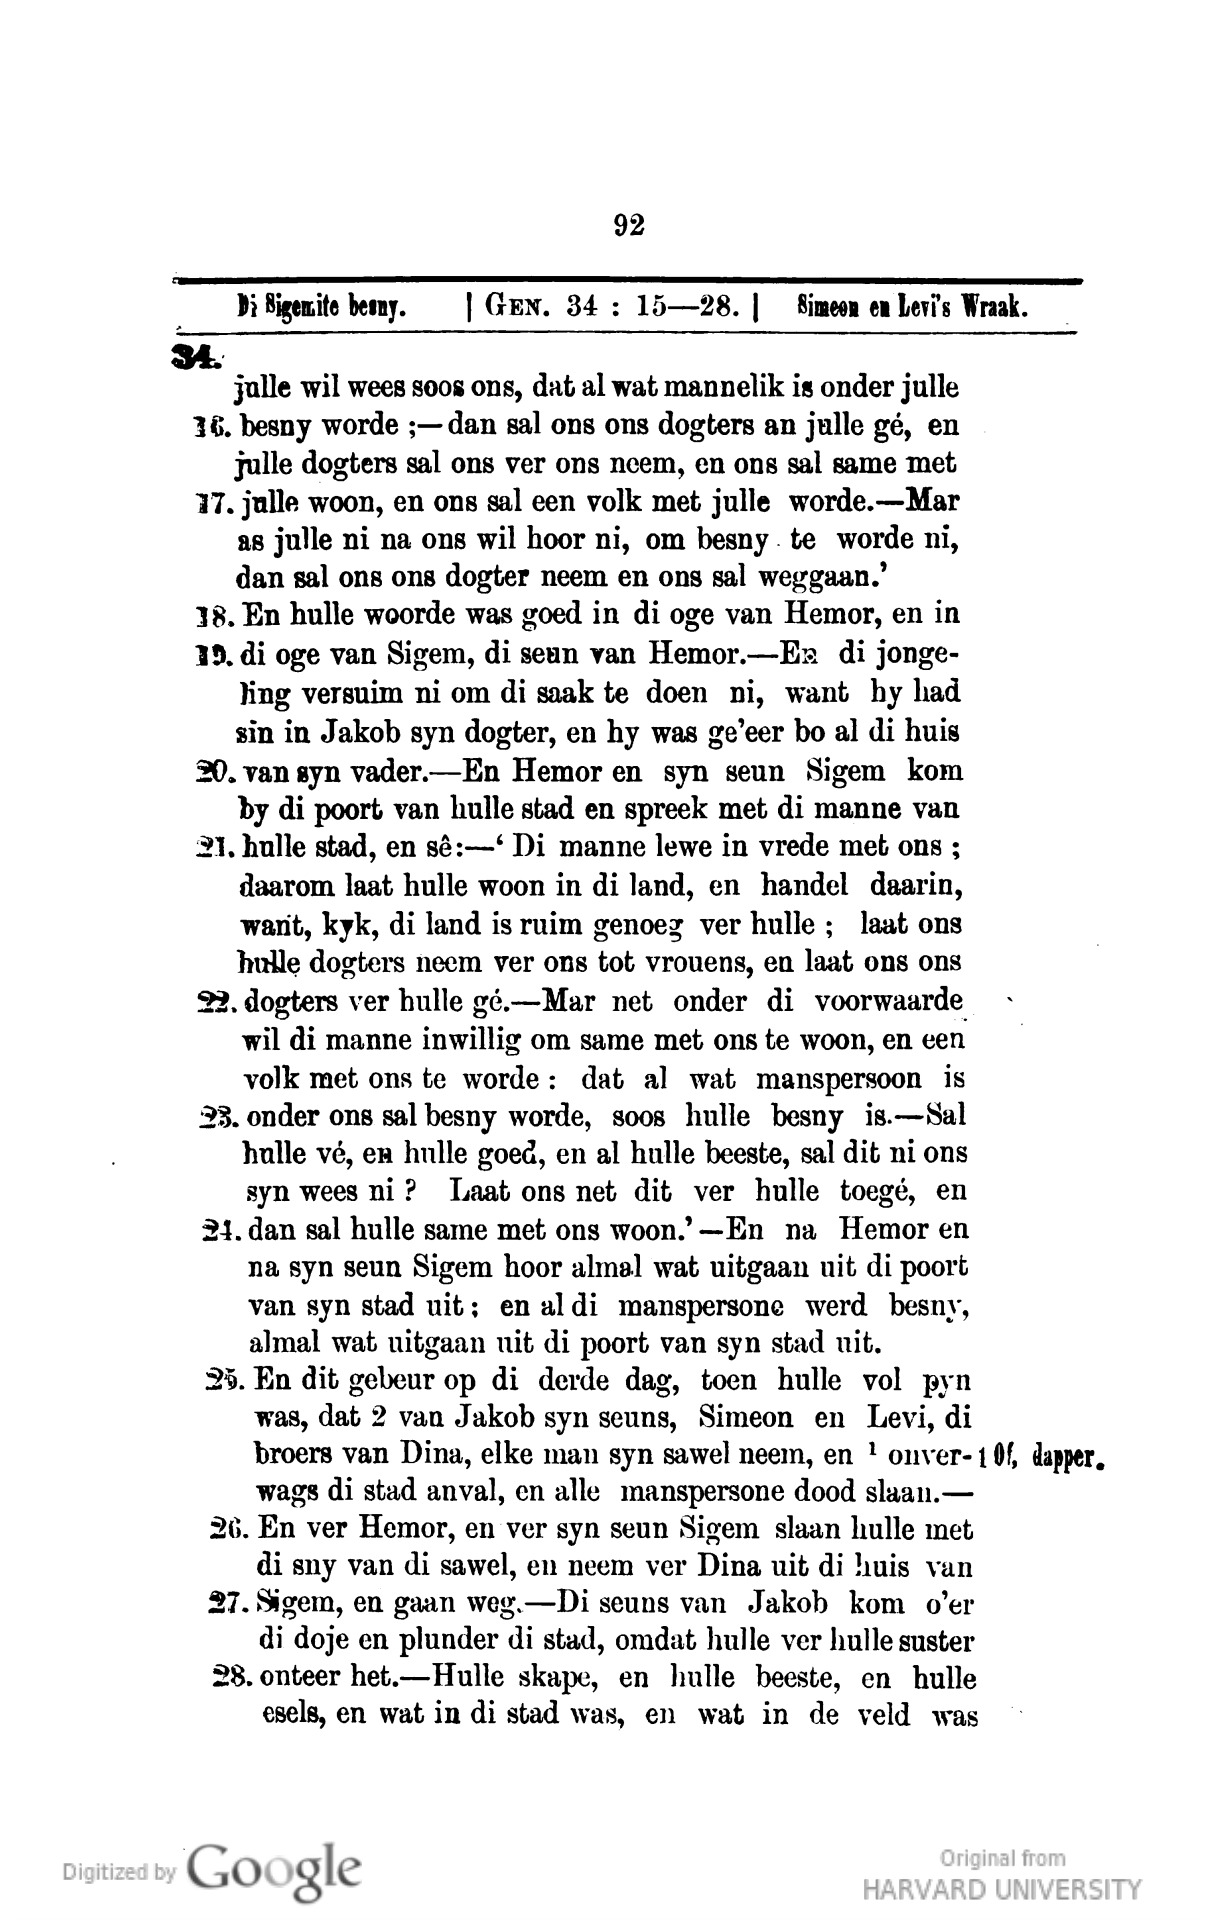 92
Di Sigemite besny. | GEN. 34 : 15—28. | Simeon en Levi's Wraak.
34.
julle wil wees soos ons, dat al wat mannelik is onder julle
16. besny worde ;—dan sal ons ons dogters an julle gé, en
julle dogters sal ons ver ons neem, en ons sal same met
17. julle woon, en ons sal een volk met julle worde.—Mar
as julle ni na ons wil hoor ni, om besny te worde ni,
dan sal ons ons dogter neem en ons sal weggaan.’
18. En hulle woorde was goed in di oge van Hemor, en in
19. di oge van Sigem, di seun van Hemor.—En di jonge-
ling versuim ni om di saak te doen ni, want hy had
sin in Jakob syn dogter, en hy was ge’eer bo al di huis
20. van syn vader.—En Hemor en syn seun Sigem kom
by di poort van hulle stad en spreek met di manne van
21. hulle stad, en sê:—‘ Di manne lewe in vrede met ons ;
daarom laat hulle woon in di land, en handel daarin,
want, kyk, di land is ruim genoeg ver hulle ; laat ons
hulle dogters neem ver ons tot vrouens, en laat ons ons
22. dogters ver hulle gé.—Mar net onder di voorwaarde
wil di manne inwillig om same met ons te woon, en een
volk met ons te worde : dat al wat manspersoon is
23. onder ons sal besny worde, soos hulle besny is.—Sal
hulle vé, en hulle goed, en al hulle beeste, sal dit ni ons
syn wees ni ? Laat ons net dit ver hulle toegé, en
24. dan sal hulle same met ons woon.’—En na Hemor en
na syn seun Sigem hoor almal wat uitgaan uit di poort
van syn stad uit ; en al di manspersone werd besny,
almal wat uitgaan uit di poort van syn stad uit.
25. En dit gebeur op di derde dag, toen hulle vol pyn
was, dat 2 van Jakob syn seuns, Simeon en Levi, di
broers van Dina, elke man syn sawel neem, en ¹ onver- 1 Of, dapper.
wags di stad anval, en alle manspersone dood slaan.—
26. En ver Hemor, en ver syn seun Sigem slaan hulle met
di sny van di sawel, en neem ver Dina uit di huis van
27. Sigem, en gaan weg.—Di seuns van Jakob kom o’er
di doje en plunder di stad, omdat hulle ver hulle suster
28. onteer het.—Hulle skape, en hulle beeste, en hulle
esels, en wat in di stad was, en wat in de veld was
Digitized by Google
Original from
HARVARD UNIVERSITY